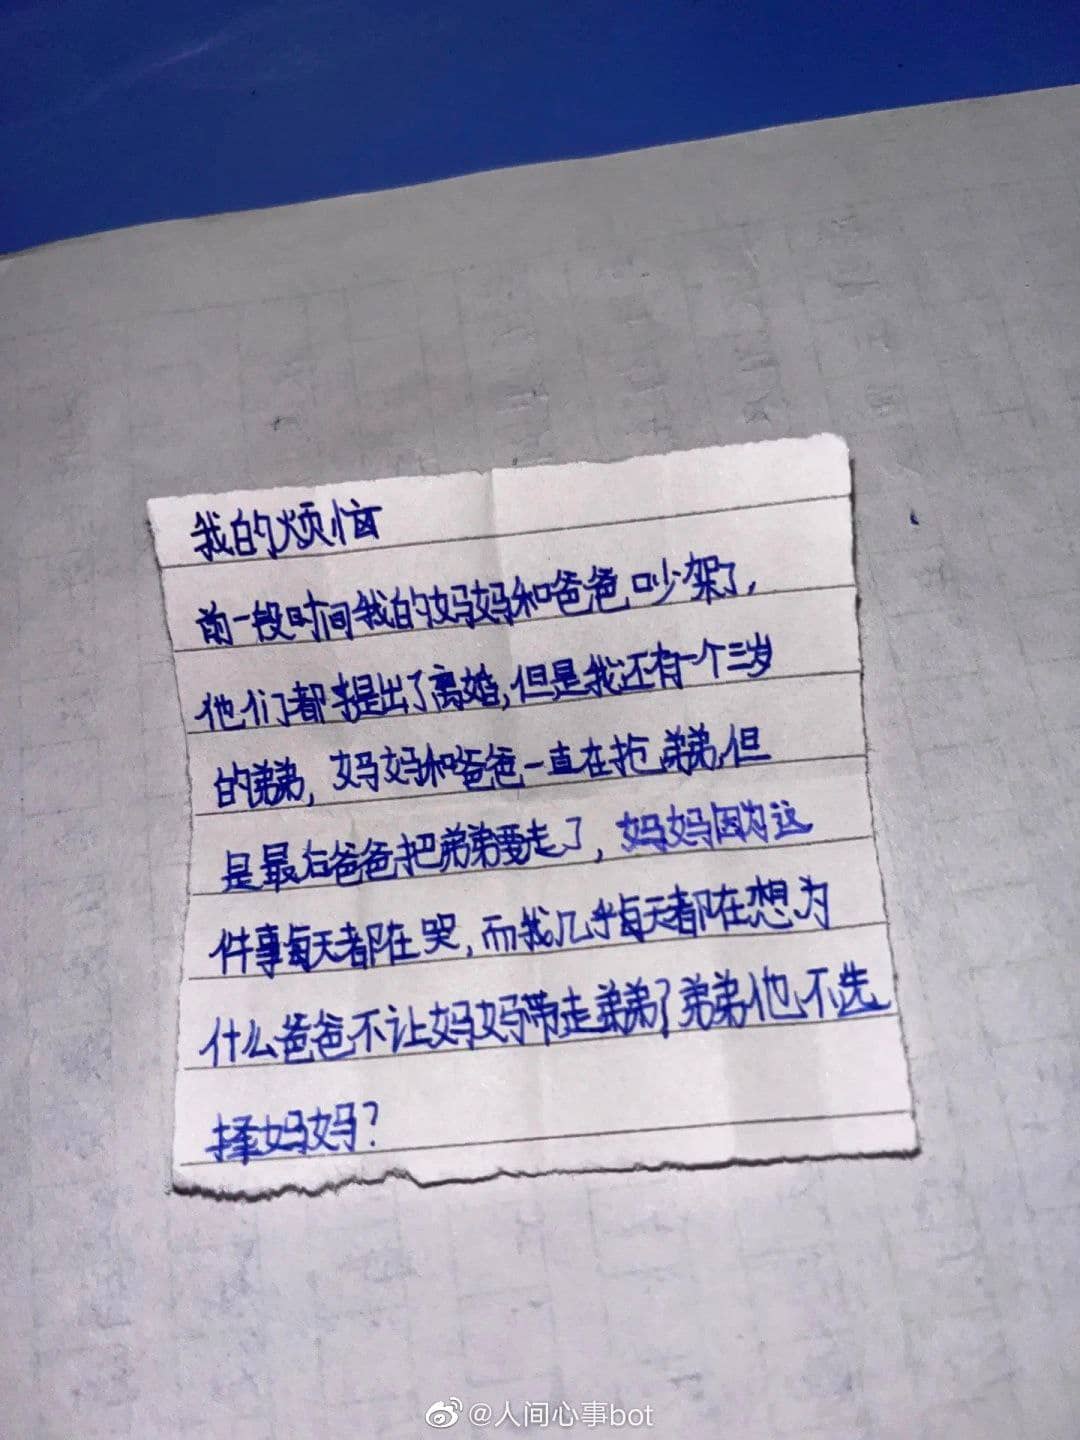 我的烦恼
前一段时间我的妈妈和爸爸吵架了，
他们都提出了离婚，但是我还有一个三岁
的弟弟，妈妈和爸爸一直在抢弟弟，但
是最后爸爸把弟弟要走了，妈妈因为这
件事每天都在哭，而我几乎每天都在想为
什么爸爸不让妈妈带走弟弟了弟弟他不选
择妈妈？
@人间心事bot